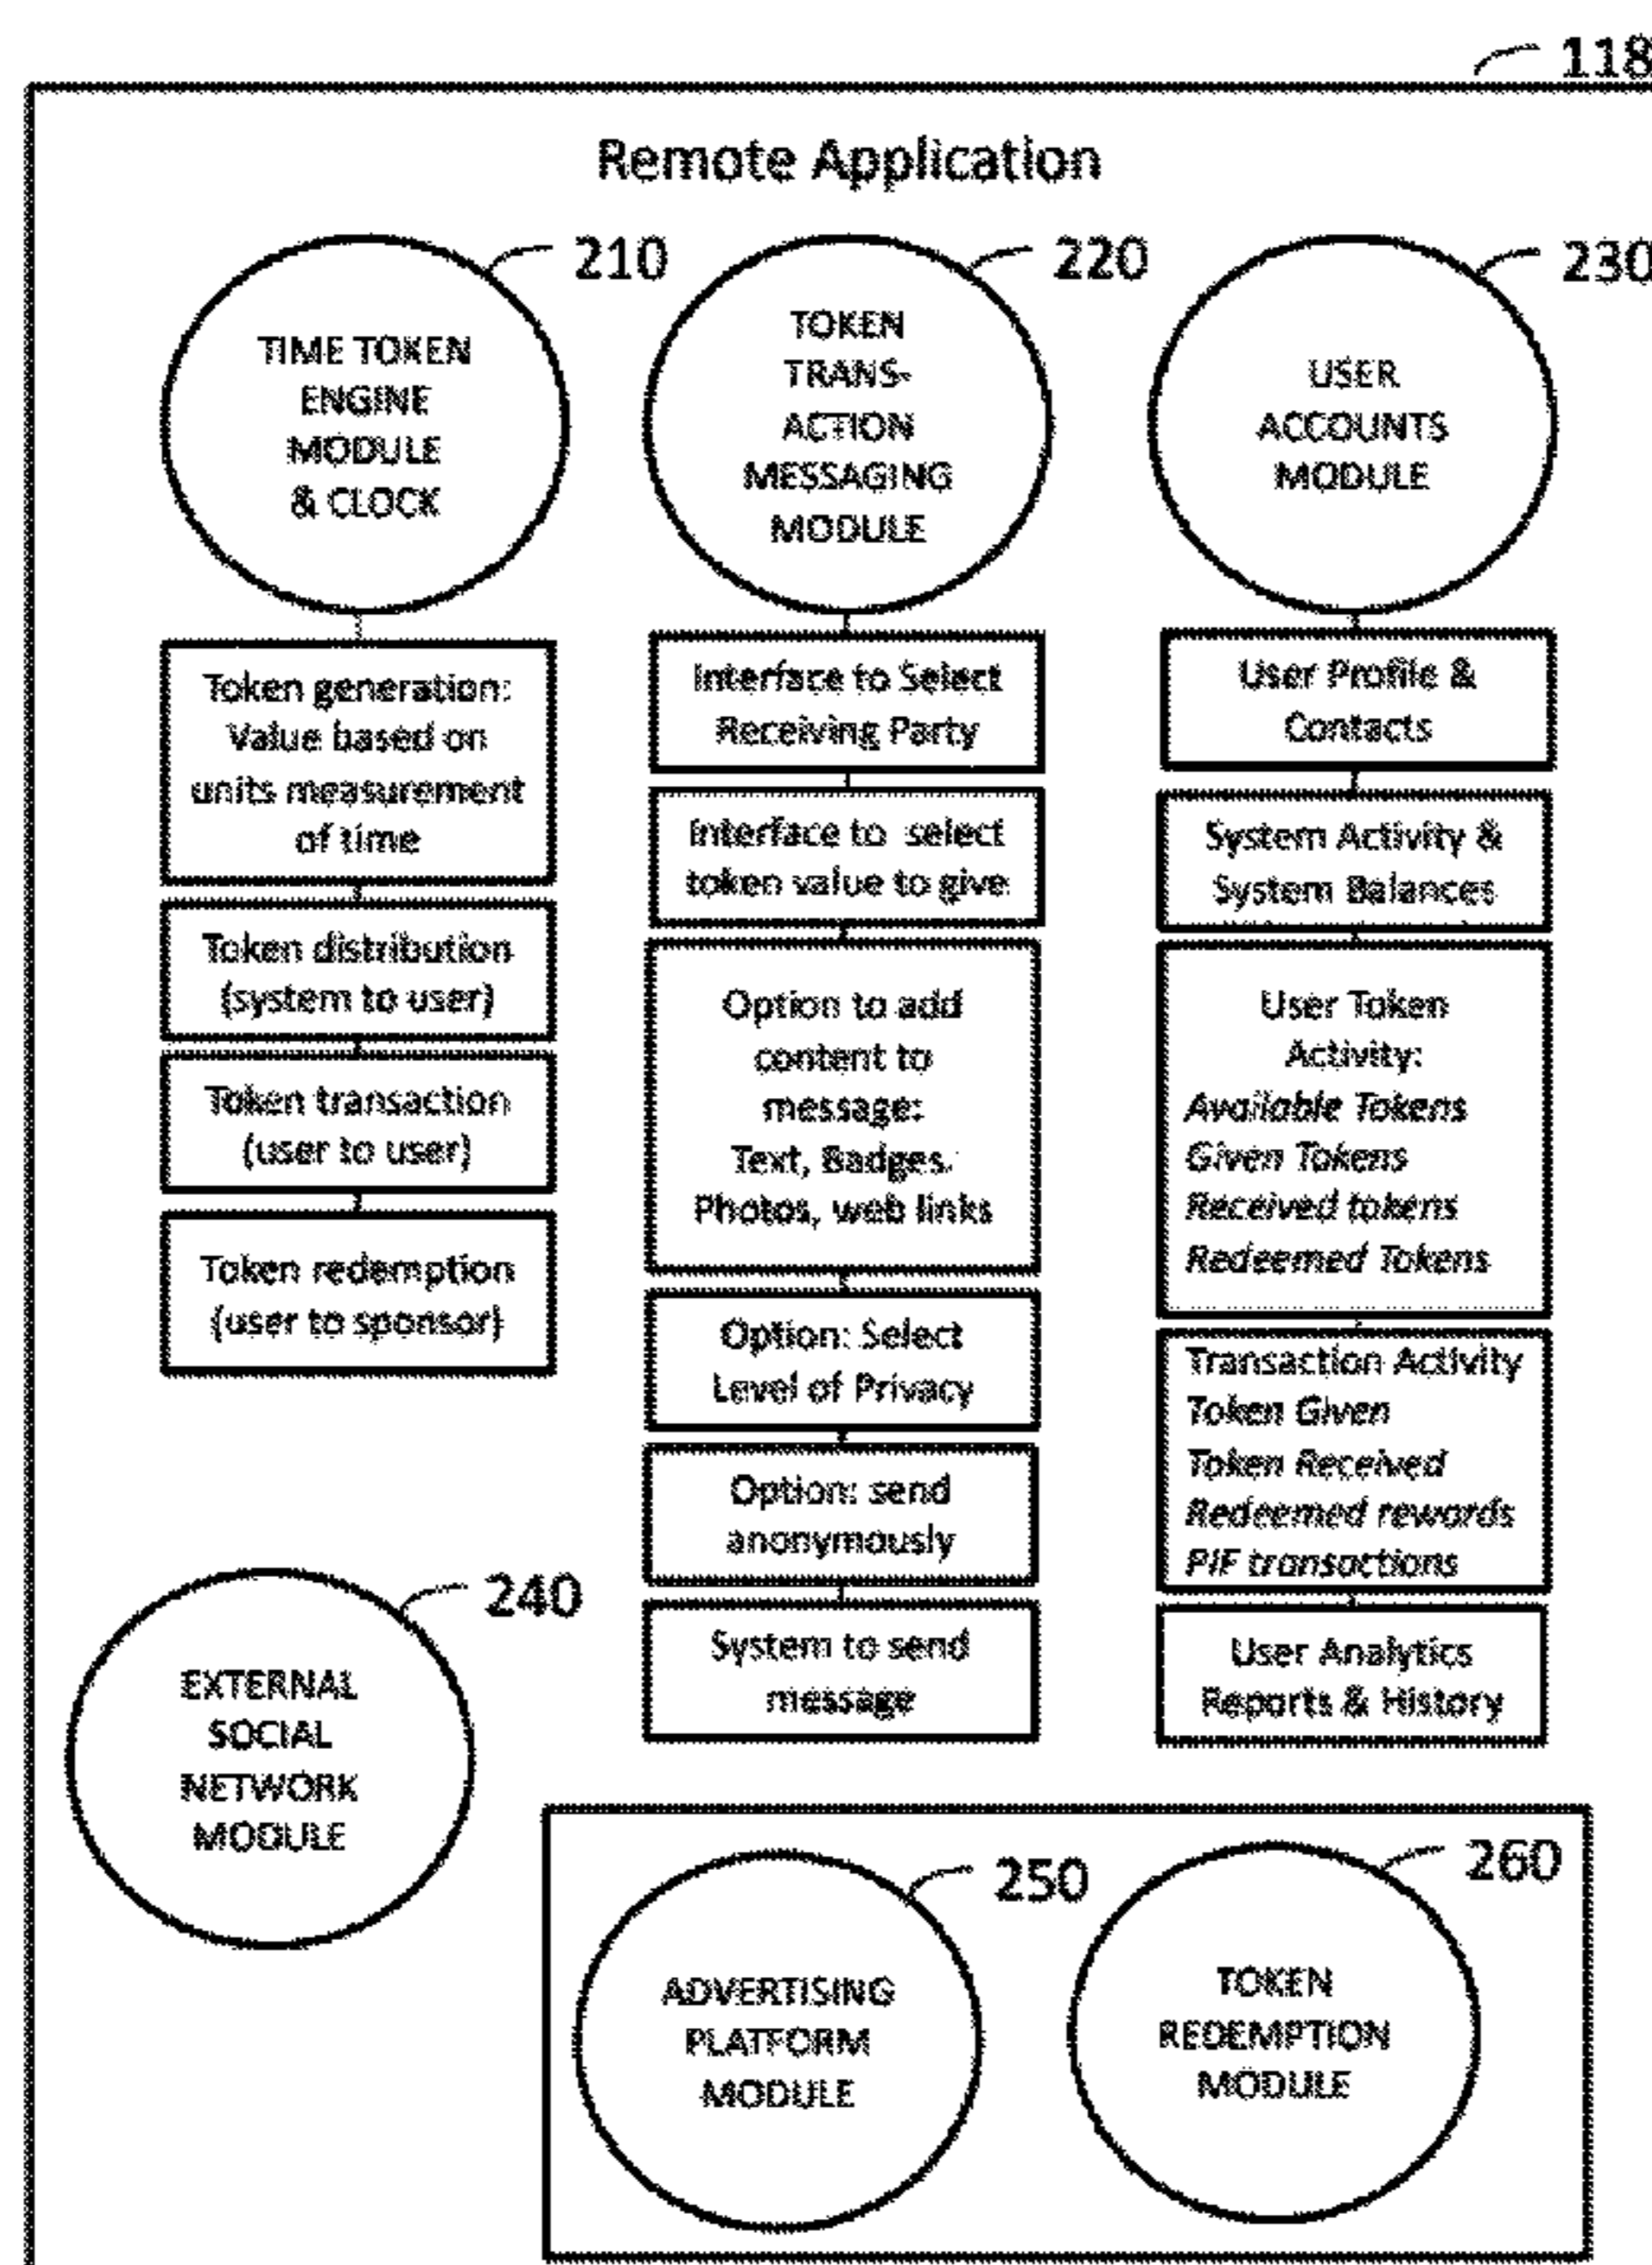 118
Remote Application
210
TIME TOKEN
ENGINE
MODULE
& CLOCK
Token generation:
Value based on
units measurement
of time
Token distribution
(system to user)
Token transaction
(user to user)
Token redemption
(user to sponsor)
220
TOKEN
TRANS-
ACTION
MESSAGING
MODULE
Interface to Select
Receiving Party
Interface to select
token value to give
Option to add
content to
message:
Text, Badges.
Photos, web links
Option: Select
Level of Privacy
Option: send
anonymously
System to send
message
230
USER
ACCOUNTS
MODULE
User Profile &
Contacts
System Activity &
System Balances
User Token
Activity:
Available Tokens
Given Tokens
Received tokens
Redeemed Tokens
Transaction Activity
Token Given
Token Received
Redeemed rewards
PIF transactions
User Analytics
Reports & History
240
EXTERNAL
SOCIAL
NETWORK
MODULE
250
ADVERTISING
PLATFORM
MODULE
260
TOKEN
REDEMPTION
MODULE